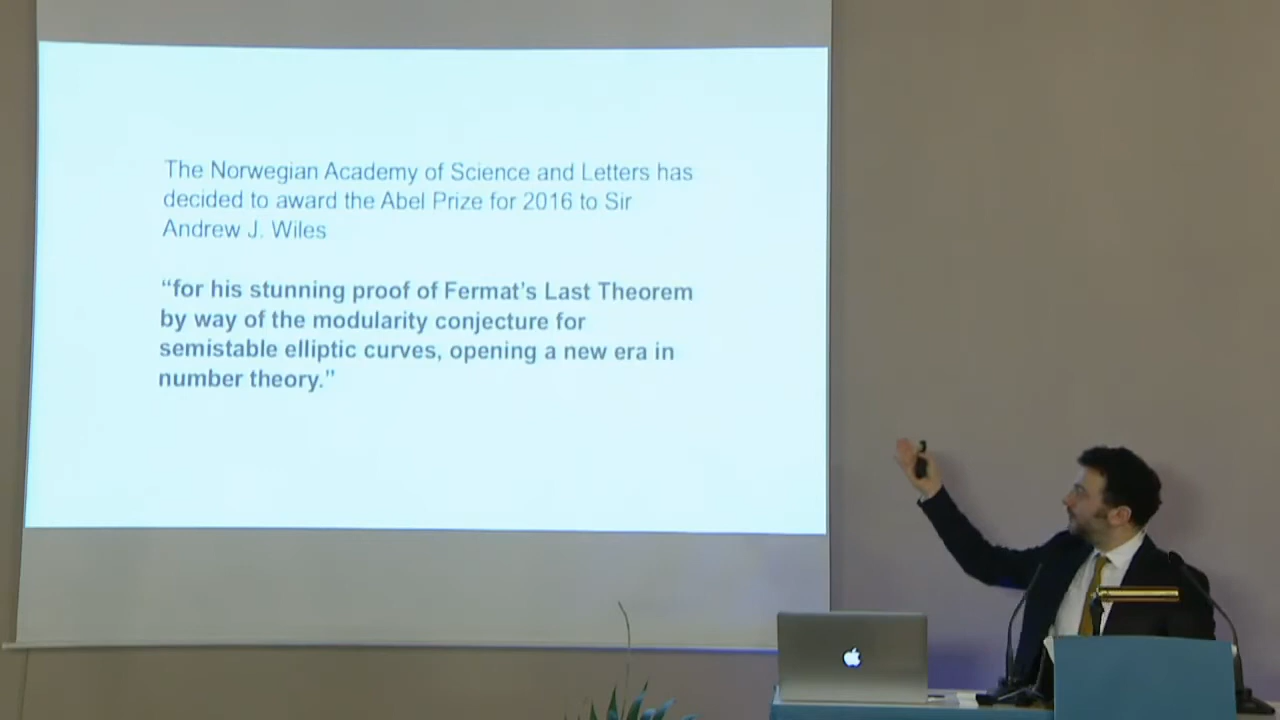 The Norwegian Academy of Science and Letters has
decided to award the Abel Prize for 2016 to Sir
Andrew J. Wiles
“for his stunning proof of Fermat’s Last Theorem
by way of the modularity conjecture for
semistable elliptic curves, opening a new era in
number theory.”